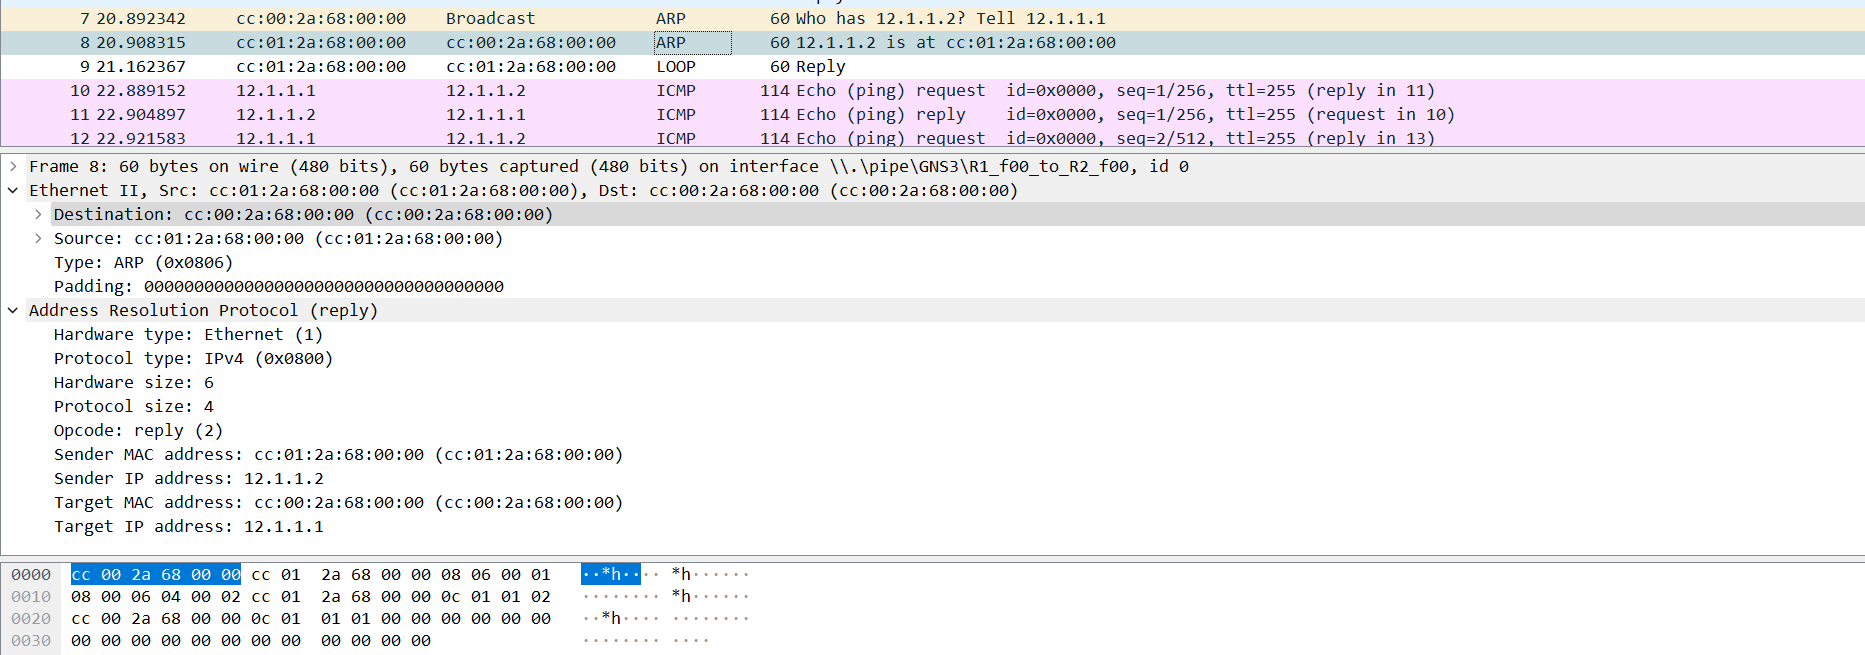 7 20.892342 cc:00:2a:68:00:00 Broadcast ARP 60 Who has 12.1.1.2? Tell 12.1.1.1
8 20.908315 cc:01:2a:68:00:00 cc:00:2a:68:00:00 ARP 60 12.1.1.2 is at cc:01:2a:68:00:00
9 21.162367 cc:01:2a:68:00:00 cc:01:2a:68:00:00 LOOP 60 Reply
10 22.889152 12.1.1.1 12.1.1.2 ICMP 114 Echo (ping) request id=0x0000, seq=1/256, ttl=255 (reply in 11)
11 22.904897 12.1.1.2 12.1.1.1 ICMP 114 Echo (ping) reply id=0x0000, seq=1/256, ttl=255 (request in 10)
12 22.921583 12.1.1.1 12.1.1.2 ICMP 114 Echo (ping) request id=0x0000, seq=2/512, ttl=255 (reply in 13)
Frame 8: 60 bytes on wire (480 bits), 60 bytes captured (480 bits) on interface \\.\pipe\GNS3\R1_f00_to_R2_f00, id 0
Ethernet II, Src: cc:01:2a:68:00:00 (cc:01:2a:68:00:00), Dst: cc:00:2a:68:00:00 (cc:00:2a:68:00:00)
Destination: cc:00:2a:68:00:00 (cc:00:2a:68:00:00)
Source: cc:01:2a:68:00:00 (cc:01:2a:68:00:00)
Type: ARP (0x0806)
Padding: 000000000000000000000000000000000000
Address Resolution Protocol (reply)
Hardware type: Ethernet (1)
Protocol type: IPv4 (0x0800)
Hardware size: 6
Protocol size: 4
Opcode: reply (2)
Sender MAC address: cc:01:2a:68:00:00 (cc:01:2a:68:00:00)
Sender IP address: 12.1.1.2
Target MAC address: cc:00:2a:68:00:00 (cc:00:2a:68:00:00)
Target IP address: 12.1.1.1
0000 cc 00 2a 68 00 00 cc 01 2a 68 00 00 08 06 00 01 ··*h···· *h······
0010 08 00 06 04 00 02 cc 01 2a 68 00 00 0c 01 01 02 ········ *h······
0020 cc 00 2a 68 00 00 0c 01 01 01 00 00 00 00 00 00 ··*h···· ········
0030 00 00 00 00 00 00 00 00 00 00 00 00 ········ ····